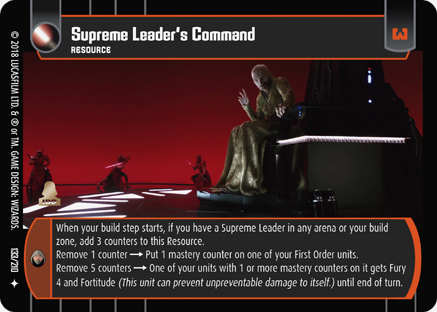 Supreme Leader's Command
RESOURCE
© 2018 LUCASFILM LTD. & ® or TM. GAME DESIGN: WIZARDS.
133/210
When your build step starts, if you have a Supreme Leader in any arena or your build
zone, add 3 counters to this Resource.
Remove 1 counter → Put 1 mastery counter on one of your First Order units.
Remove 5 counters → One of your units with 1 or more mastery counters on it gets Fury
4 and Fortitude (This unit can prevent unpreventable damage to itself.) until end of turn.